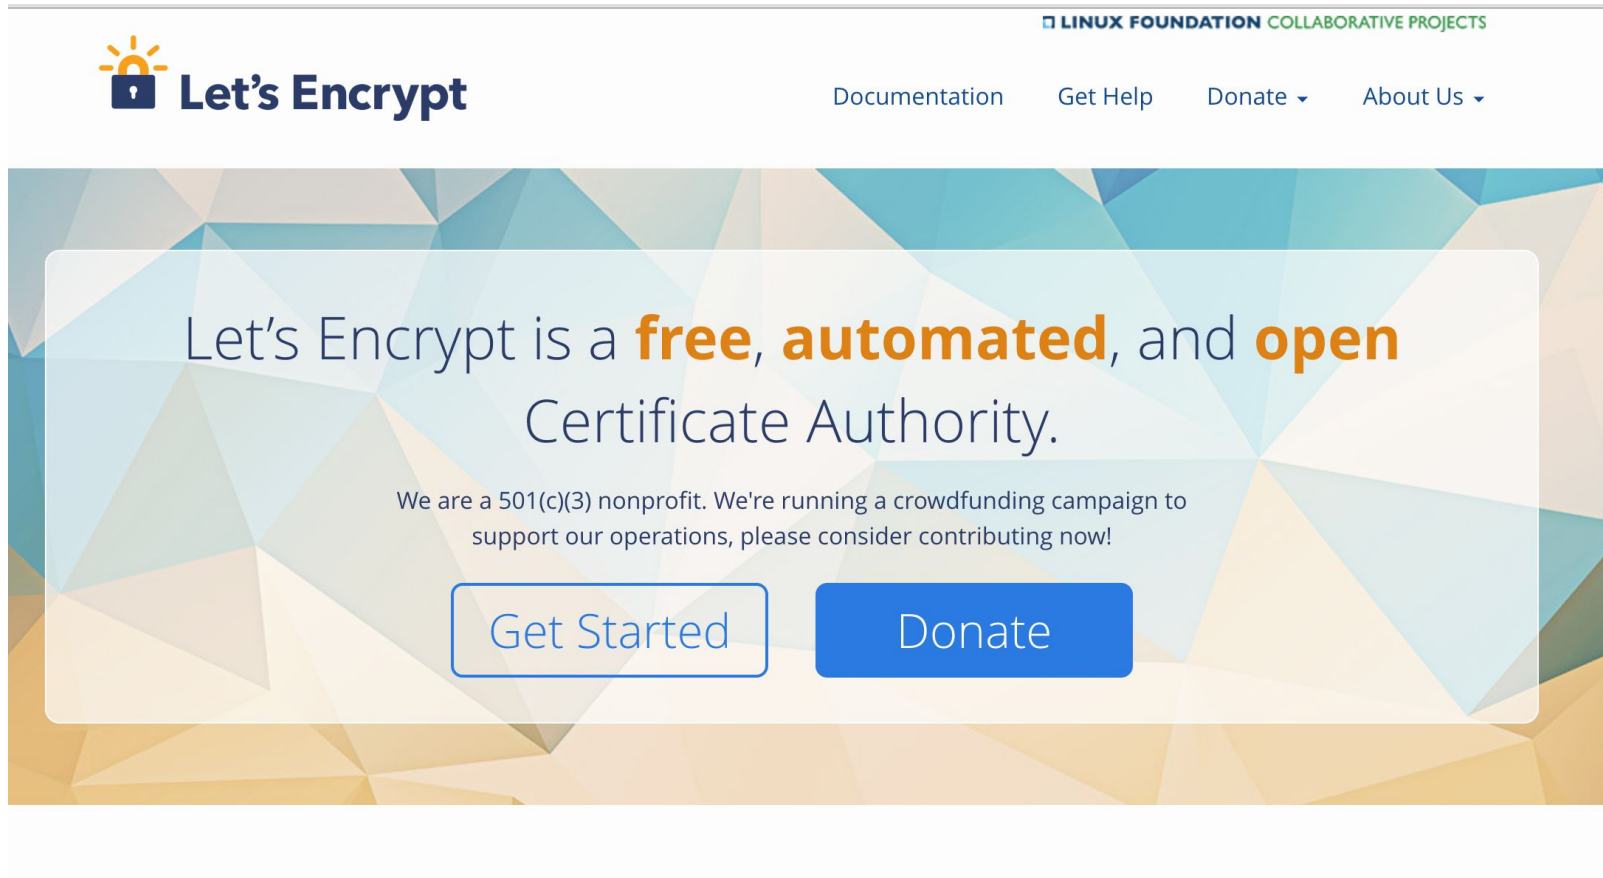 LINUX FOUNDATION COLLABORATIVE PROJECTS
Let's Encrypt
Documentation Get Help Donate About Us
Let's Encrypt is a free, automated, and open
Certificate Authority.
We are a 501(c)(3) nonprofit. We're running a crowdfunding campaign to
support our operations, please consider contributing now!
Get Started Donate